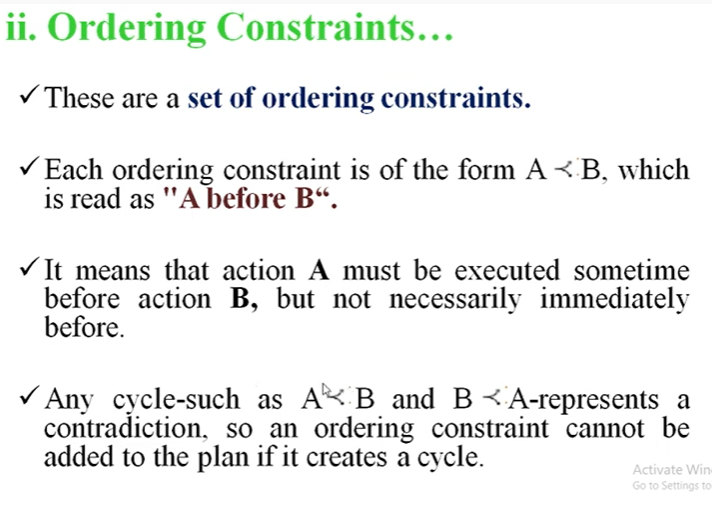 ii. Ordering Constraints...
✓ These are a set of ordering constraints.
✓ Each ordering constraint is of the form A ≺ B, which
is read as "A before B“.
✓ It means that action A must be executed sometime
before action B, but not necessarily immediately
before.
✓ Any cycle-such as A ≺ B and B ≺ A-represents a
contradiction, so an ordering constraint cannot be
added to the plan if it creates a cycle.
Activate Win
Go to Settings to